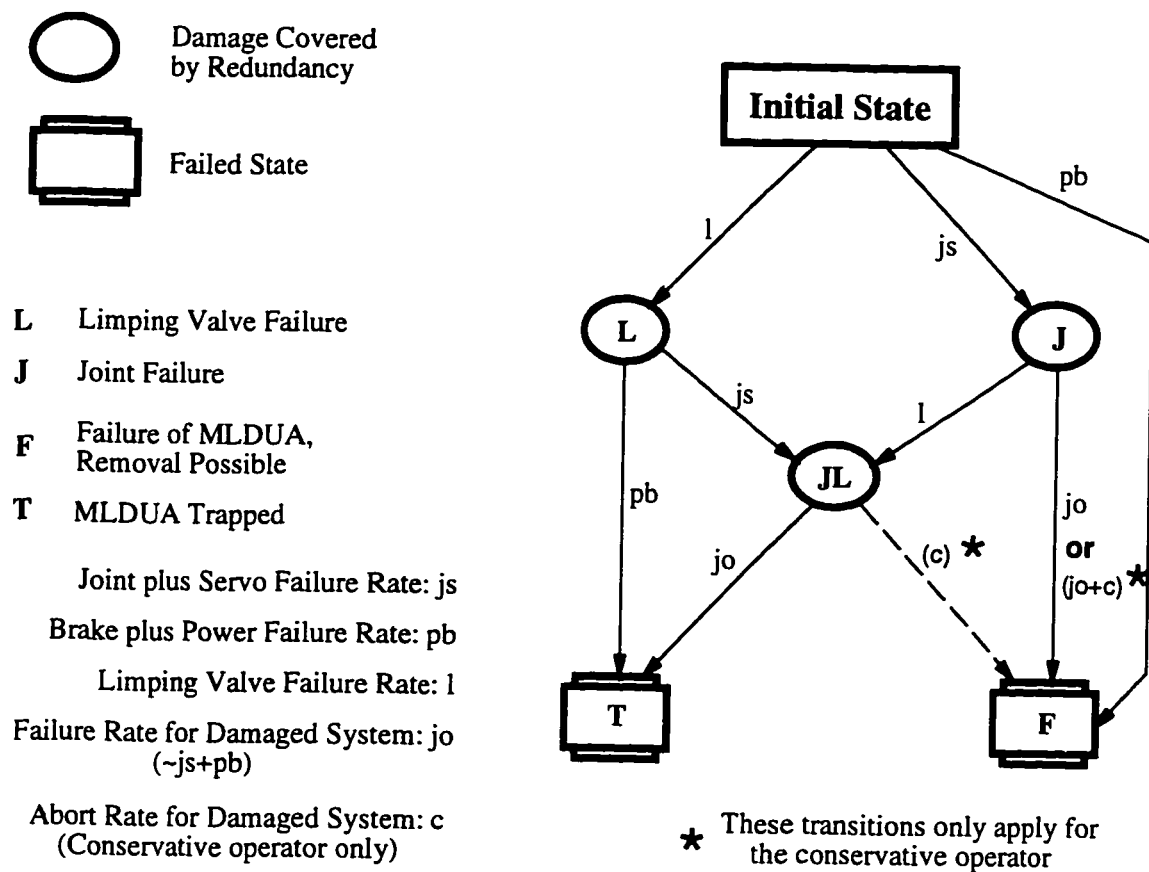 Damage Covered
by Redundancy
Failed State
L Limping Valve Failure
J Joint Failure
F Failure of MLDUA,
Removal Possible
T MLDUA Trapped
Joint plus Servo Failure Rate: js
Brake plus Power Failure Rate: pb
Limping Valve Failure Rate: l
Failure Rate for Damaged System: jo
(~js+pb)
Abort Rate for Damaged System: c
(Conservative operator only)
Initial State
pb
l
js
L
J
js
l
JL
pb
jo
(c) ★
jo
or
(jo+c) ★
T
F
★ These transitions only apply for
the conservative operator